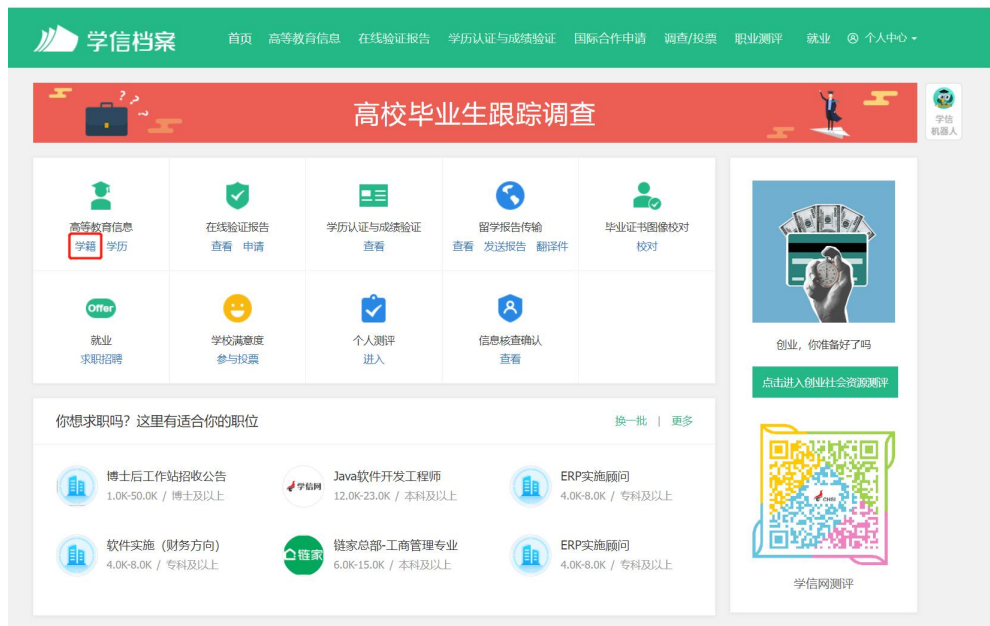 学信档案
首页 高等教育信息 在线验证报告 学历认证与成绩验证 国际合作申请 调查/投票 职业测评 就业 个人中心
高校毕业生跟踪调查
学信
机器人
高等教育信息 在线验证报告 学历认证与成绩验证 留学报告传输 毕业证书图像校对
学籍 学历 查看 申请 查看 查看 发送报告 翻译件 校对
Offer
就业 学校满意度 个人测评 信息核查确认
求职招聘 参与投票 进入 查看
创业，你准备好了吗
点击进入创业社会资源测评
你想求职吗？这里有适合你的职位 换一批 | 更多
博士后工作站招收公告 Java软件开发工程师 ERP实施顾问
1.0K-50.0K / 博士及以上 学信网 12.0K-23.0K / 本科及以上 4.0K-8.0K / 专科及以上
软件实施（财务方向） 链家总部-工商管理专业 ERP实施顾问
4.0K-8.0K / 专科及以上 链家 6.0K-15.0K / 本科及以上 4.0K-8.0K / 专科及以上
CHSI
学信网测评